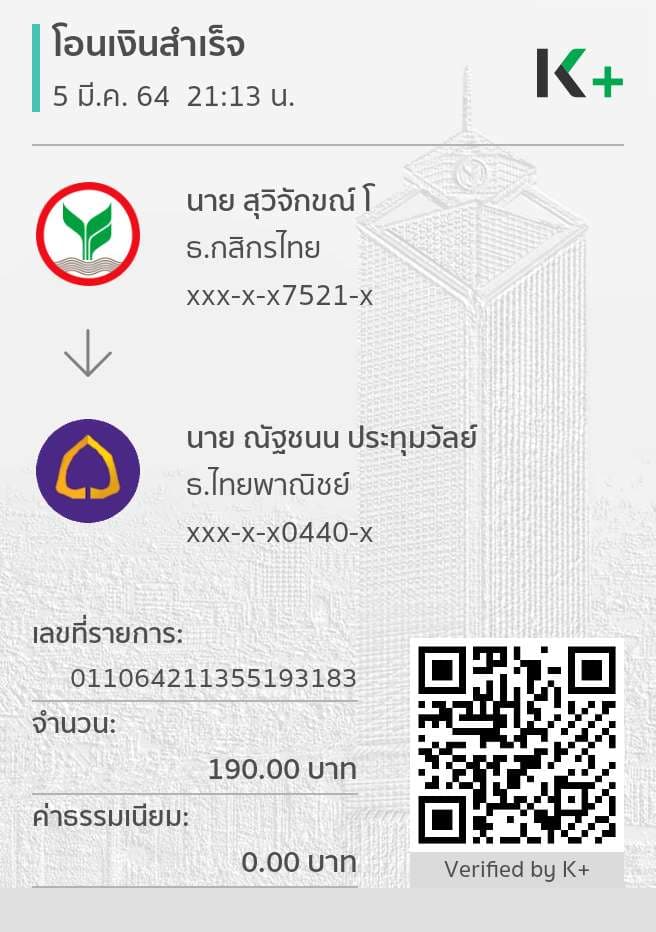 โอนเงินสำเร็จ
5 มี.ค. 64 21:13 น.
K+
นาย สุวิจักขณ์ โ
ธ.กสิกรไทย
xxx-x-x7521-x
นาย ณัฐชนน ประทุมวัลย์
ธ.ไทยพาณิชย์
xxx-x-x0440-x
เลขที่รายการ:
011064211355193183
จำนวน:
190.00 บาท
ค่าธรรมเนียม:
0.00 บาท
Verified by K+